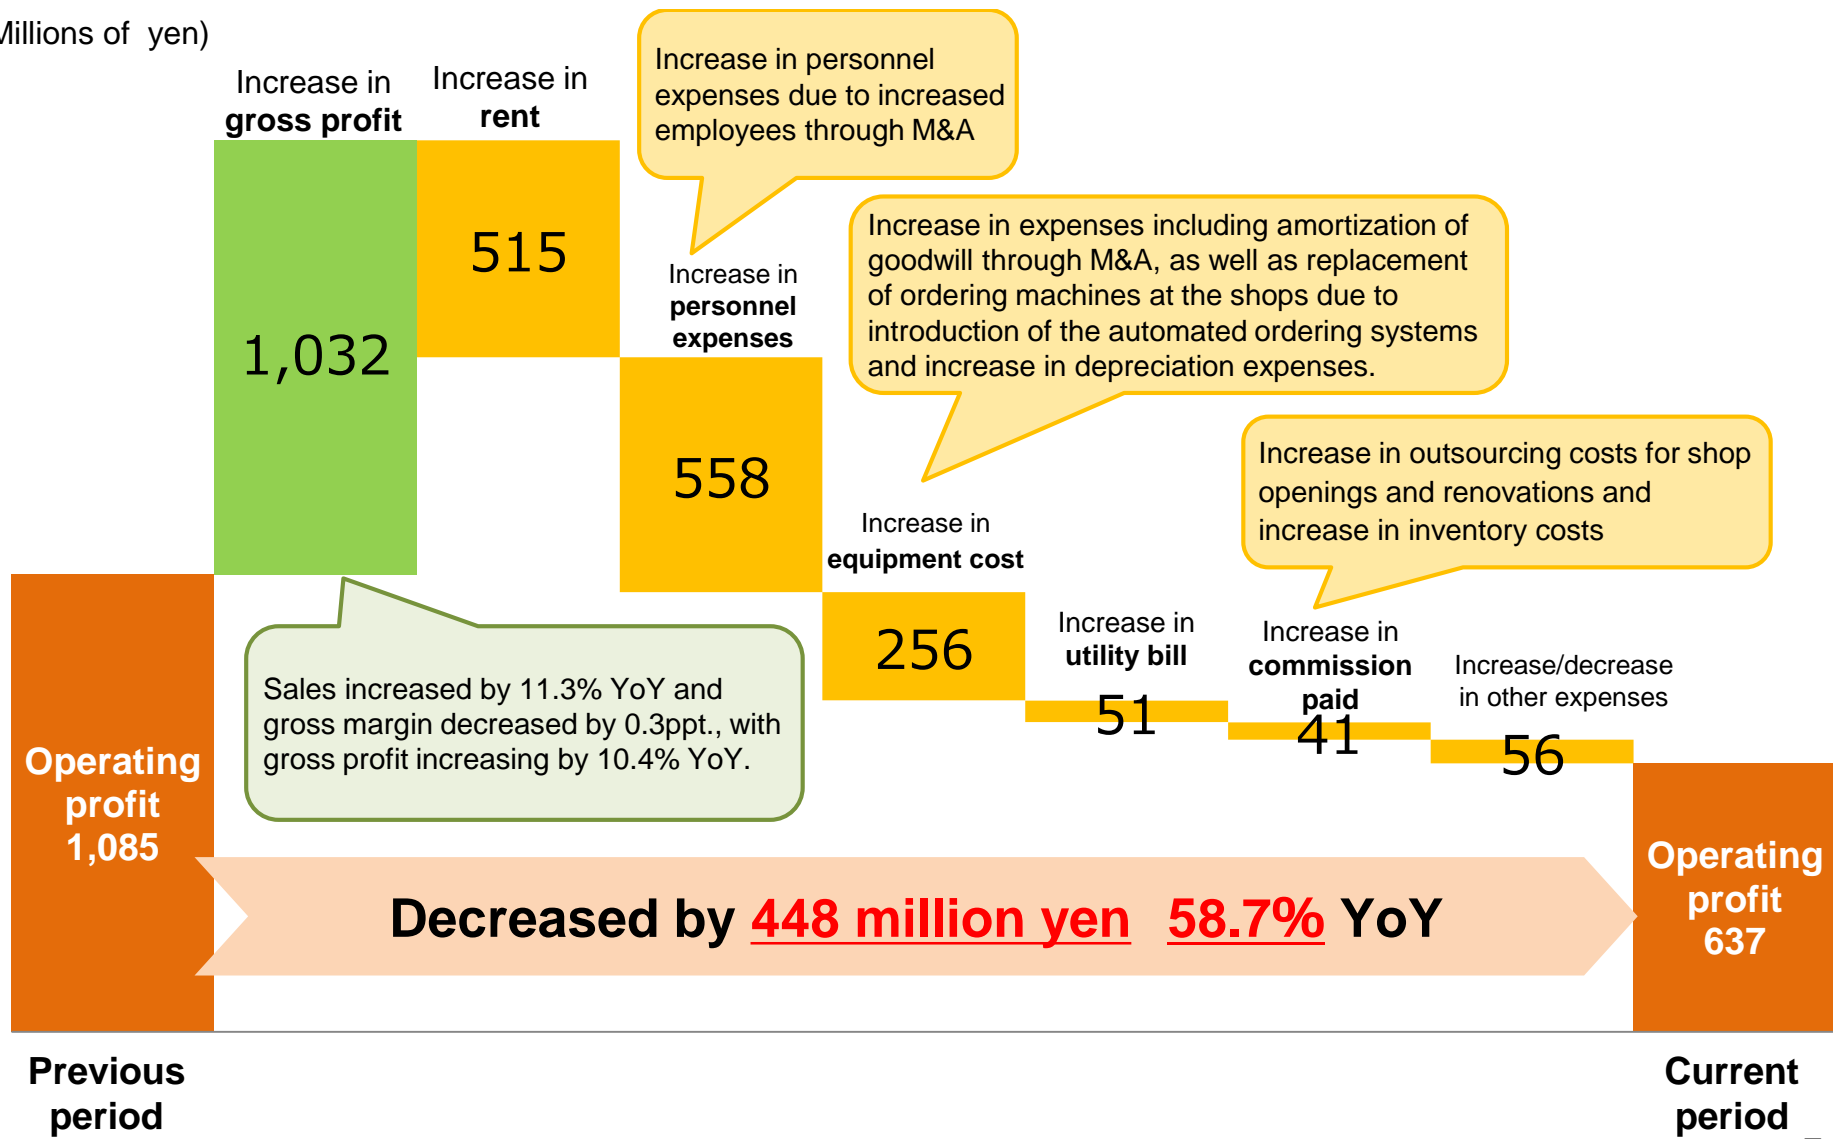 Millions of yen)
Increase in
gross profit
Increase in
rent
Increase in personnel
expenses due to increased
employees through M&A
515
1,032
Increase in
personnel
expenses
Increase in expenses including amortization of
goodwill through M&A, as well as replacement
of ordering machines at the shops due to
introduction of the automated ordering systems
and increase in depreciation expenses.
558
Increase in
equipment cost
Increase in outsourcing costs for shop
openings and renovations and
increase in inventory costs
256
Increase in
utility bill
51
Increase in
commission
paid
41
Increase/decrease
in other expenses
56
Sales increased by 11.3% YoY and
gross margin decreased by 0.3ppt., with
gross profit increasing by 10.4% YoY.
Operating
profit
1,085
Decreased by 448 million yen 58.7% YoY
Operating
profit
637
Previous
period
Current
period